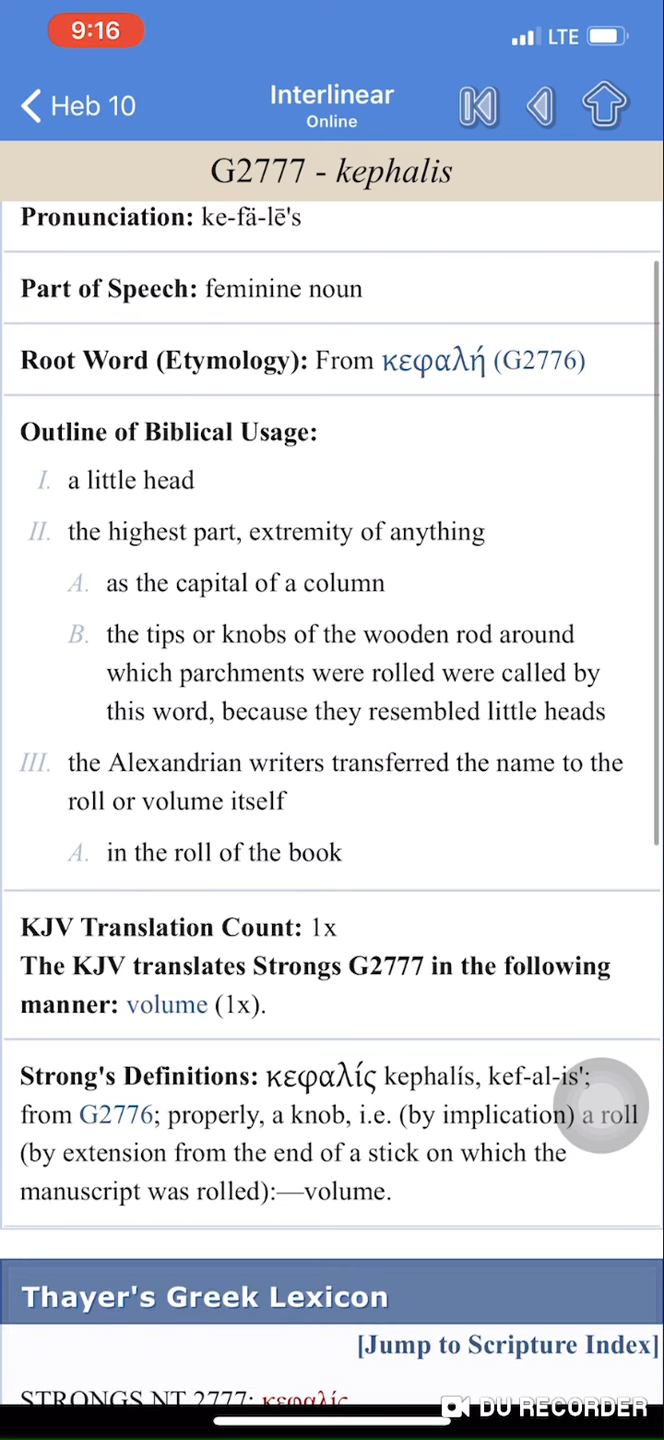 9:16
LTE
Heb 10
Interlinear
Online
G2777 - kephalis
Pronunciation: ke-fä-lē's
Part of Speech: feminine noun
Root Word (Etymology): From κεφαλή (G2776)
Outline of Biblical Usage:
I. a little head
II. the highest part, extremity of anything
A. as the capital of a column
B. the tips or knobs of the wooden rod around
which parchments were rolled were called by
this word, because they resembled little heads
III. the Alexandrian writers transferred the name to the
roll or volume itself
A. in the roll of the book
KJV Translation Count: 1x
The KJV translates Strongs G2777 in the following
manner: volume (1x).
Strong's Definitions: κεφαλίς kephalís, kef-al-is';
from G2776; properly, a knob, i.e. (by implication) a roll
(by extension from the end of a stick on which the
manuscript was rolled):—volume.
Thayer's Greek Lexicon
[Jump to Scripture Index]
STRONGS NT 2777: κεφαλίς
DU RECORDER